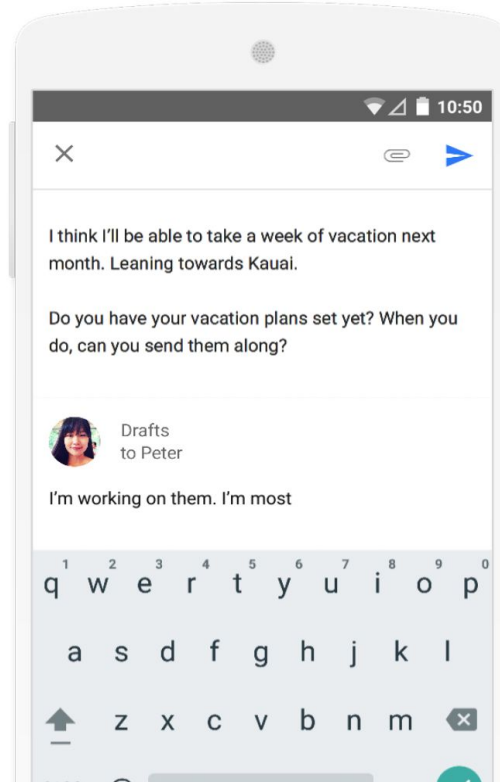 10:50
I think I'll be able to take a week of vacation next
month. Leaning towards Kauai.
Do you have your vacation plans set yet? When you
do, can you send them along?
Drafts
to Peter
I'm working on them. I'm most
1 2 3 4 5 6 7 8 9 0
q w e r t y u i o p
a s d f g h j k l
z x c v b n m